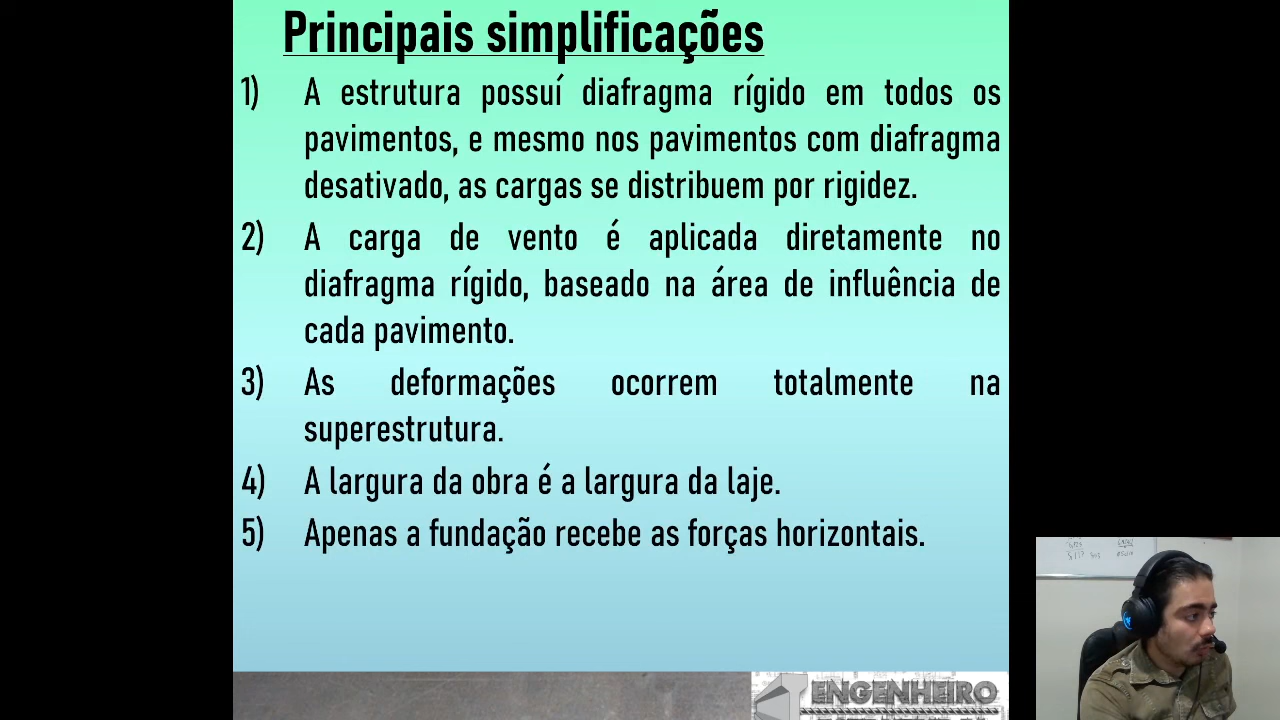 Principais simplificações
1) A estrutura possuí diafragma rígido em todos os
pavimentos, e mesmo nos pavimentos com diafragma
desativado, as cargas se distribuem por rigidez.
2) A carga de vento é aplicada diretamente no
diafragma rígido, baseado na área de influência de
cada pavimento.
3) As deformações ocorrem totalmente na
superestrutura.
4) A largura da obra é a largura da laje.
5) Apenas a fundação recebe as forças horizontais.
ENGENHEIRO